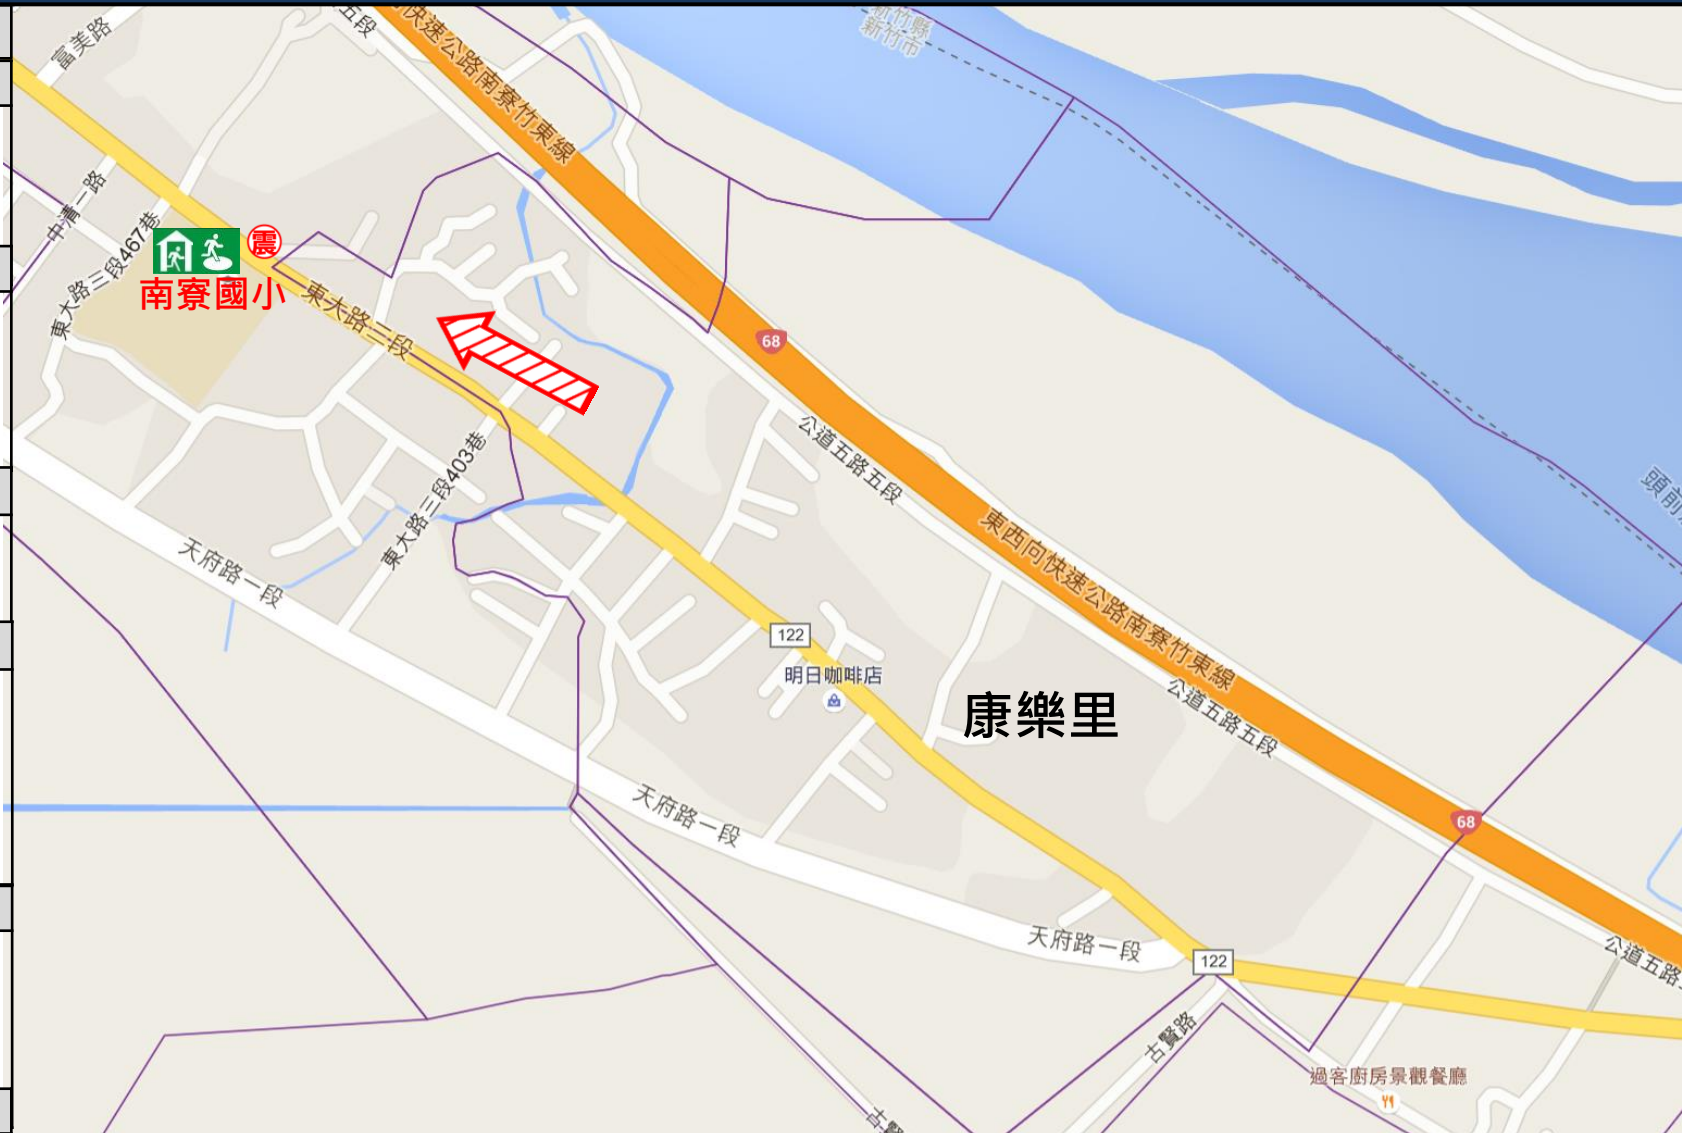 五段
快速公路南寮竹東線
新竹縣
新竹市
富美路
中清一路
東大路三段467巷
震
南寮國小
東大路三段
68
公道五路五段
頭前
東大路三段403巷
東西向快速公路南寮竹東線
天府路一段
122
明日咖啡店
康樂里
公道五路五段
天府路一段
68
天府路一段
122
公道五路
古賢路
過客廚房景觀餐廳
古賢